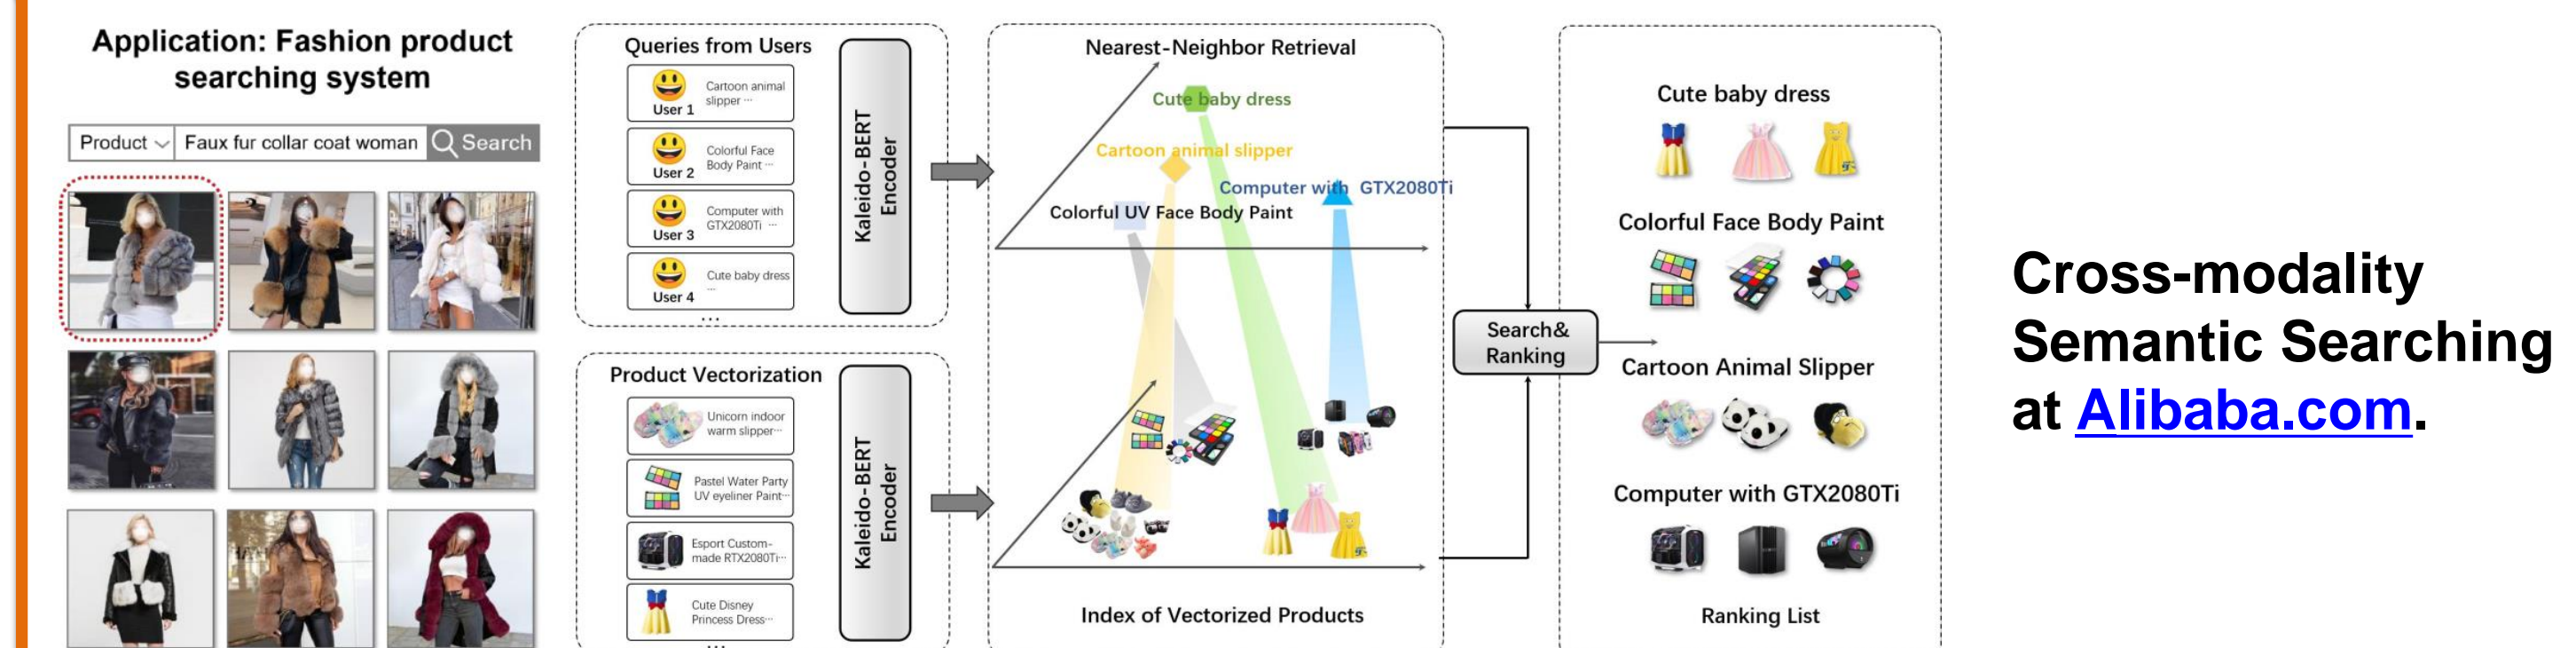 Application: Fashion product
searching system
Product
Faux fur collar coat woman
Search
Queries from Users
User 1
Cartoon animal
slipper ...
User 2
Colorful Face
Body Paint ...
User 3
Computer with
GTX2080Ti ...
User 4
Cute baby dress
...
...
Kaleido-BERT
Encoder
Product Vectorization
Unicorn indoor
warm slipper...
Pastel Water Party
UV eyeliner Paint...
Esport Custom-
made RTX2080Ti...
Cute Disney
Princess Dress...
...
Kaleido-BERT
Encoder
Nearest-Neighbor Retrieval
Cute baby dress
Cartoon animal slipper
Computer with GTX2080Ti
Colorful UV Face Body Paint
Index of Vectorized Products
Search&
Ranking
Cute baby dress
Colorful Face Body Paint
Cartoon Animal Slipper
Computer with GTX2080Ti
Ranking List
Cross-modality
Semantic Searching
at Alibaba.com.